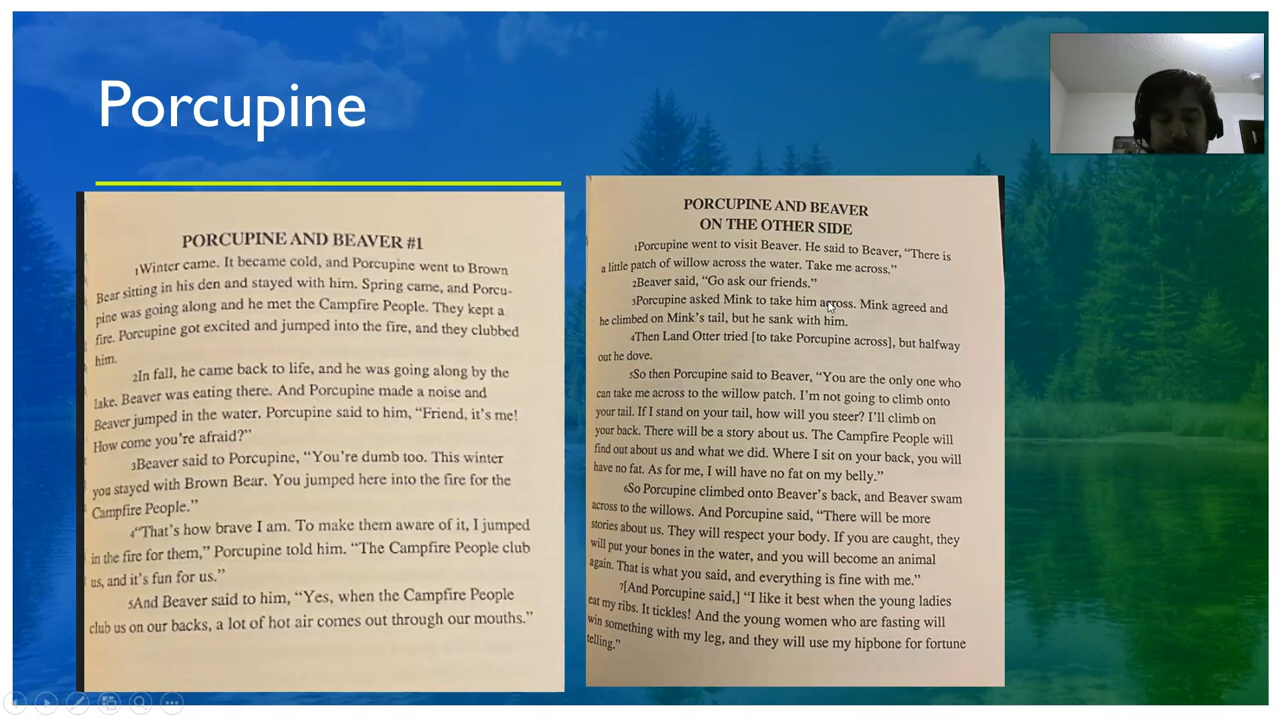 Porcupine
PORCUPINE AND BEAVER #1
1Winter came. It became cold, and Porcupine went to Brown
Bear sitting in his den and stayed with him. Spring came, and Porcu-
pine was going along and he met the Campfire People. They kept a
fire. Porcupine got excited and jumped into the fire, and they clubbed
him.
2In fall, he came back to life, and he was going along by the
lake. Beaver was eating there. And Porcupine made a noise and
Beaver jumped in the water. Porcupine said to him, “Friend, it’s me!
How come you’re afraid?”
3Beaver said to Porcupine, “You’re dumb too. This winter
you stayed with Brown Bear. You jumped here into the fire for the
Campfire People.”
4“That’s how brave I am. To make them aware of it, I jumped
in the fire for them,” Porcupine told him. “The Campfire People club
us, and it’s fun for us.”
5And Beaver said to him, “Yes, when the Campfire People
club us on our backs, a lot of hot air comes out through our mouths.”
PORCUPINE AND BEAVER
ON THE OTHER SIDE
1Porcupine went to visit Beaver. He said to Beaver, “There is
a little patch of willow across the water. Take me across.”
2Beaver said, “Go ask our friends.”
3Porcupine asked Mink to take him across. Mink agreed and
he climbed on Mink’s tail, but he sank with him.
4Then Land Otter tried [to take Porcupine across], but halfway
out he dove.
5So then Porcupine said to Beaver, “You are the only one who
can take me across to the willow patch. I’m not going to climb onto
your tail. If I stand on your tail, how will you steer? I’ll climb on
your back. There will be a story about us. The Campfire People will
find out about us and what we did. Where I sit on your back, you will
have no fat. As for me, I will have no fat on my belly.”
6So Porcupine climbed onto Beaver’s back, and Beaver swam
across to the willows. And Porcupine said, “There will be more
stories about us. They will respect your body. If you are caught, they
will put your bones in the water, and you will become an animal
again. That is what you said, and everything is fine with me.”
7[And Porcupine said,] “I like it best when the young ladies
eat my ribs. It tickles! And the young women who are fasting will
win something with my leg, and they will use my hipbone for fortune
telling.”